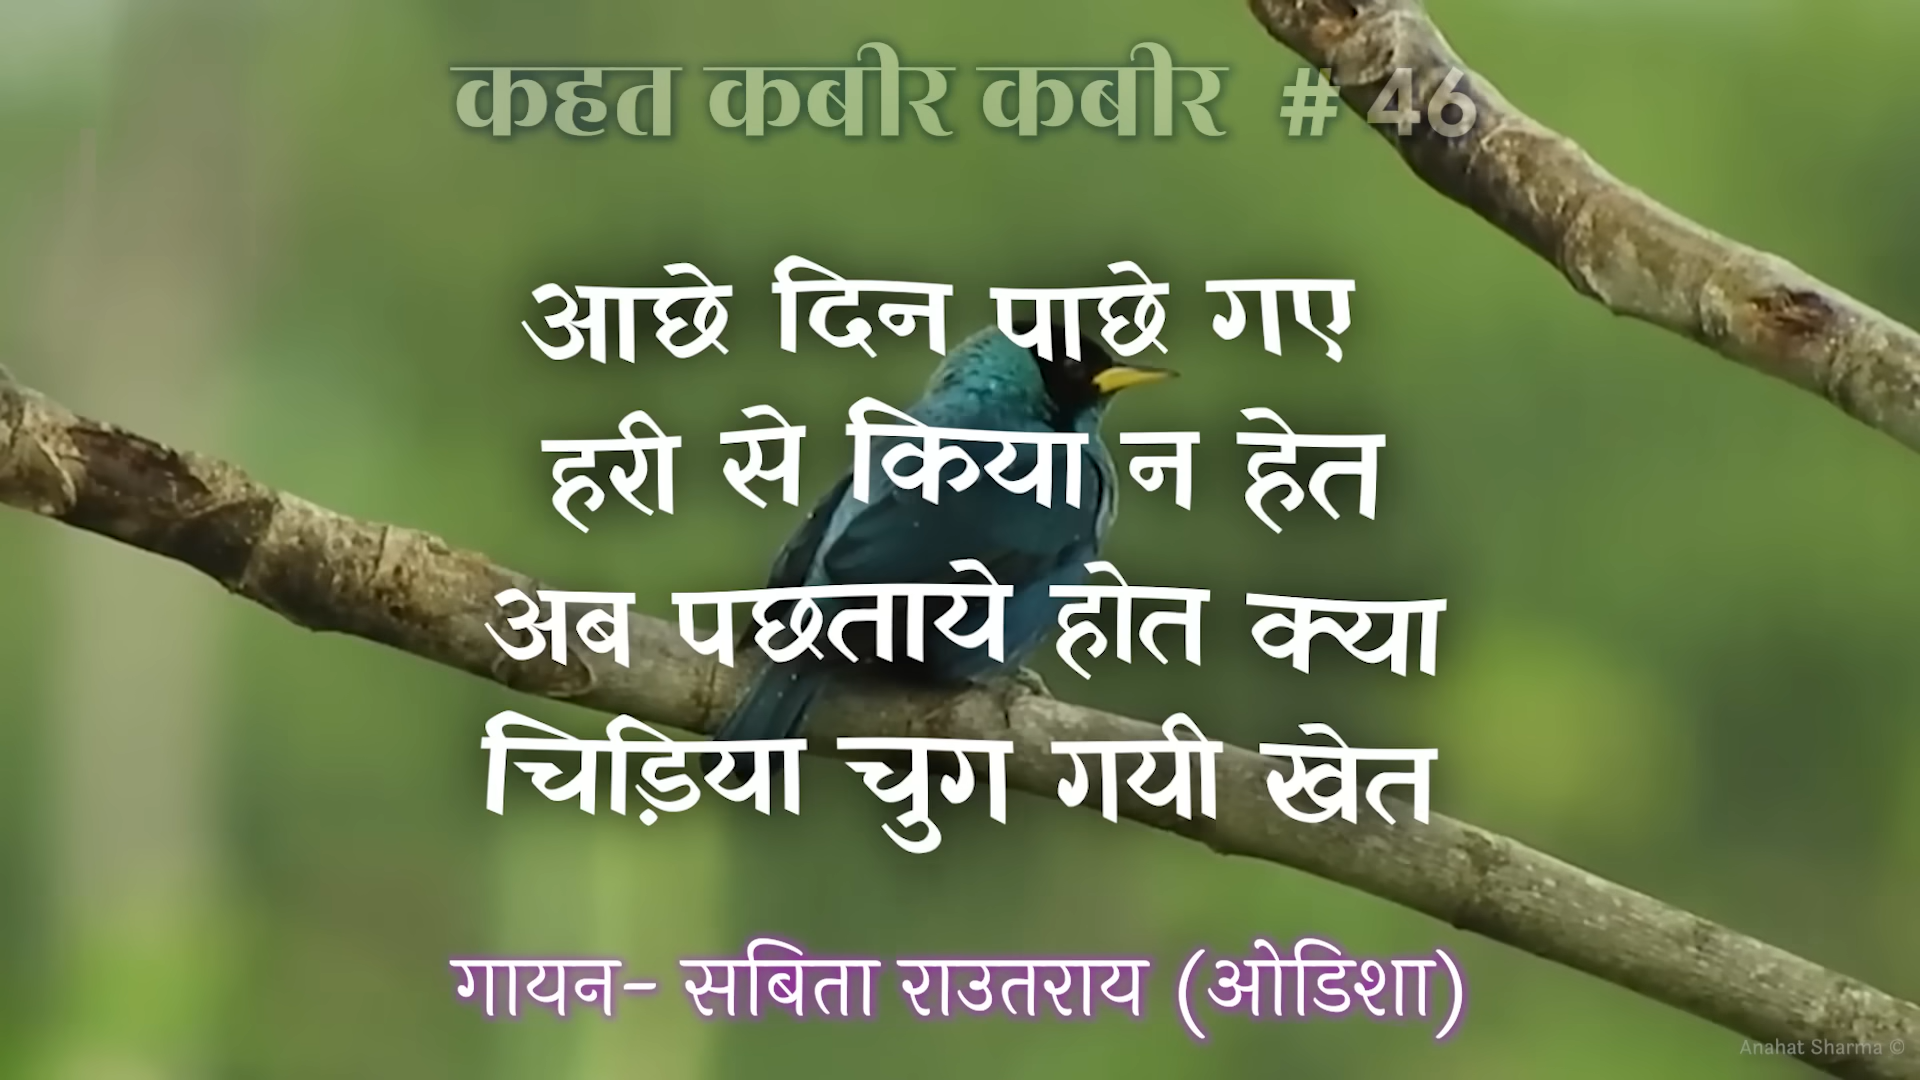 कहत कबीर कबीर # 46
आछे दिन पाछे गए
हरी से किया न हेत
अब पछताये होत क्या
चिड़िया चुग गयी खेत
गायन- सबिता राउतराय (ओडिशा)
Anahat Sharma ©